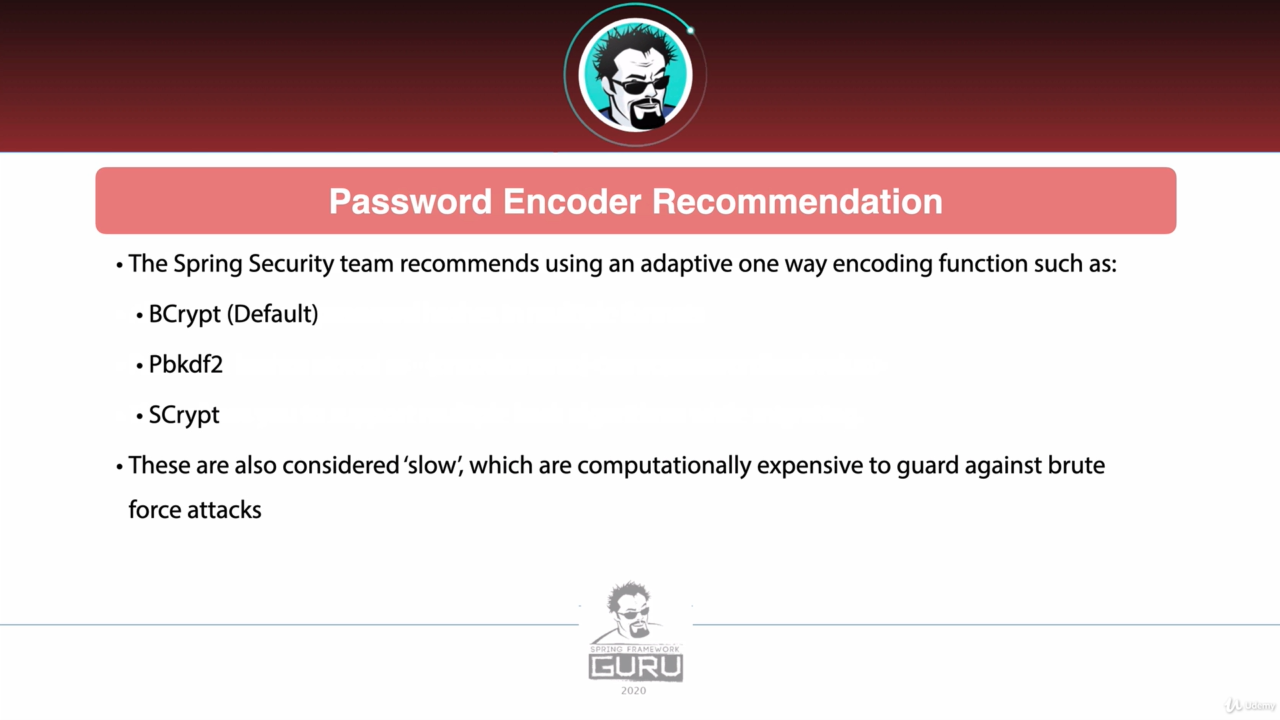 Password Encoder Recommendation
• The Spring Security team recommends using an adaptive one way encoding function such as:
• BCrypt (Default)
• Pbkdf2
• SCrypt
• These are also considered ‘slow’, which are computationally expensive to guard against brute
force attacks
SPRING FRAMEWORK
GURU
2020
Udemy